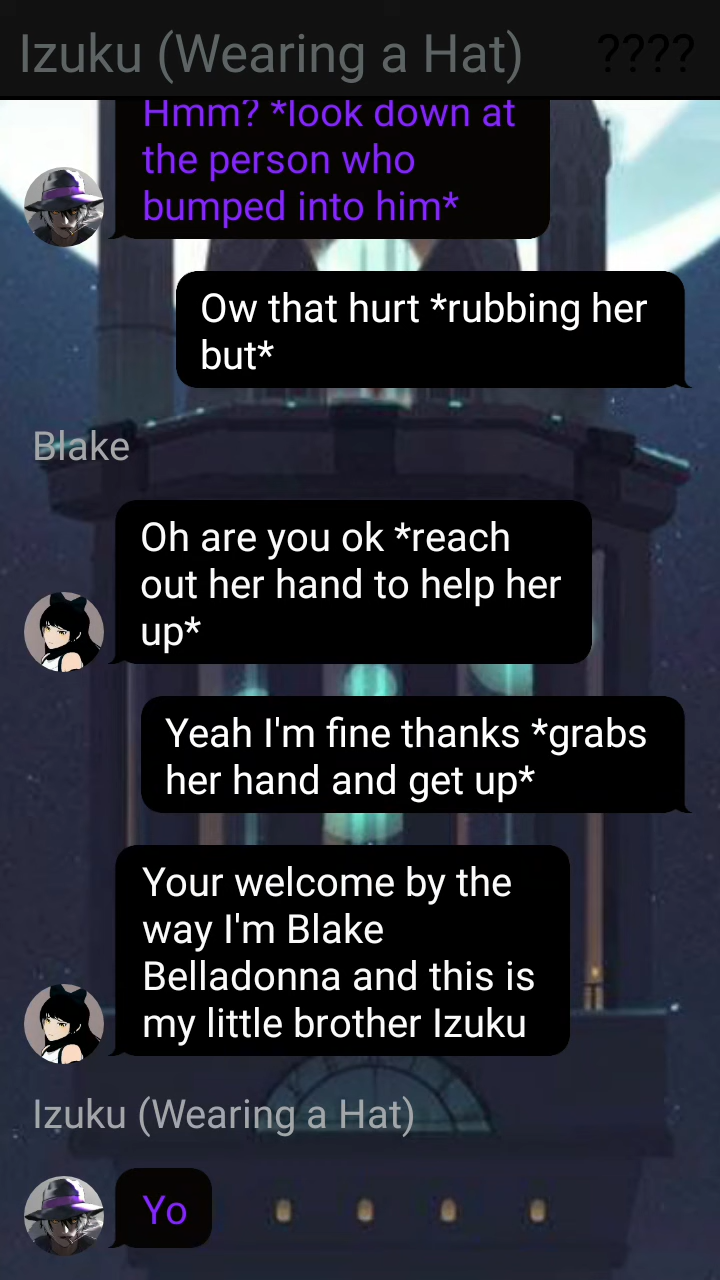 Izuku (Wearing a Hat) ????
Hmm? *look down at
the person who
bumped into him*
Ow that hurt *rubbing her
but*
Blake
Oh are you ok *reach
out her hand to help her
up*
Yeah I'm fine thanks *grabs
her hand and get up*
Your welcome by the
way I'm Blake
Belladonna and this is
my little brother Izuku
Izuku (Wearing a Hat)
Yo